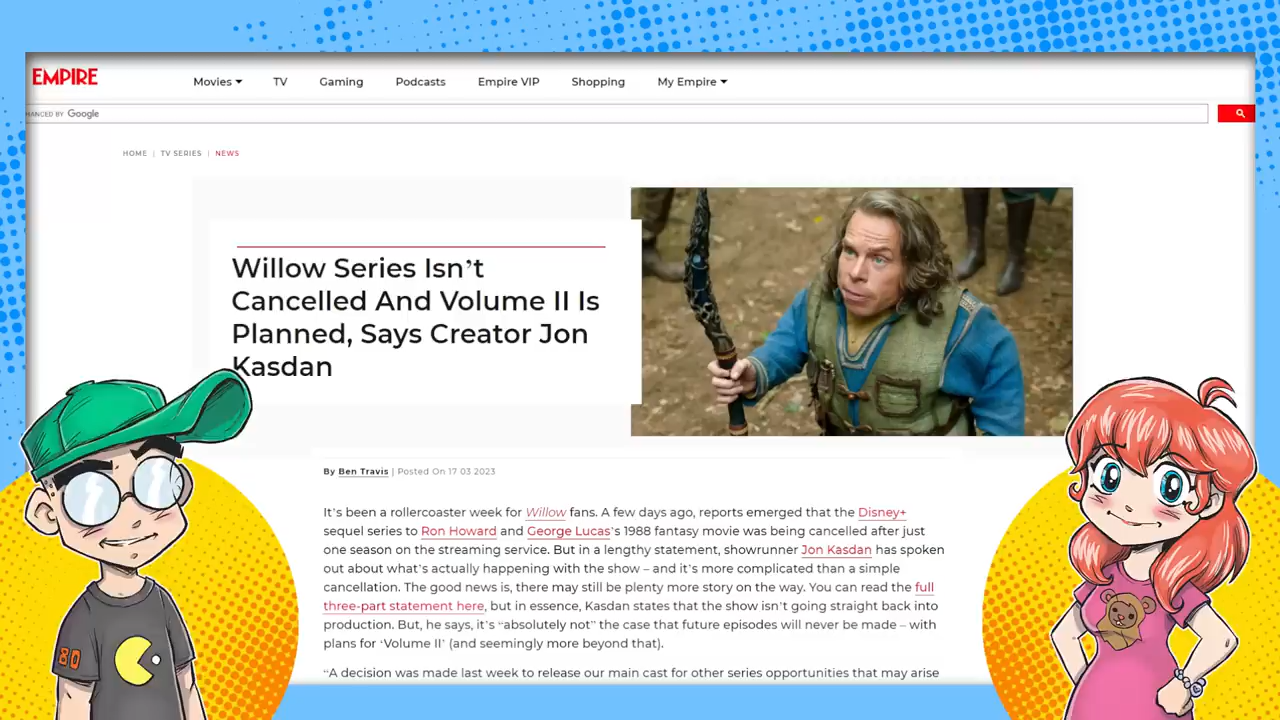 EMPIRE
Movies TV Gaming Podcasts Empire VIP Shopping My Empire
HANCED BY Google
HOME | TV SERIES | NEWS
Willow Series Isn’t
Cancelled And Volume II Is
Planned, Says Creator Jon
Kasdan
By Ben Travis | Posted On 17 03 2023
It’s been a rollercoaster week for Willow fans. A few days ago, reports emerged that the Disney+
sequel series to Ron Howard and George Lucas’s 1988 fantasy movie was being cancelled after just
one season on the streaming service. But in a lengthy statement, showrunner Jon Kasdan has spoken
out about what’s actually happening with the show – and it’s more complicated than a simple
cancellation. The good news is, there may still be plenty more story on the way. You can read the full
three-part statement here, but in essence, Kasdan states that the show isn’t going straight back into
production. But, he says, it’s “absolutely not” the case that future episodes will never be made – with
plans for ‘Volume II’ (and seemingly more beyond that).
“A decision was made last week to release our main cast for other series opportunities that may arise
80